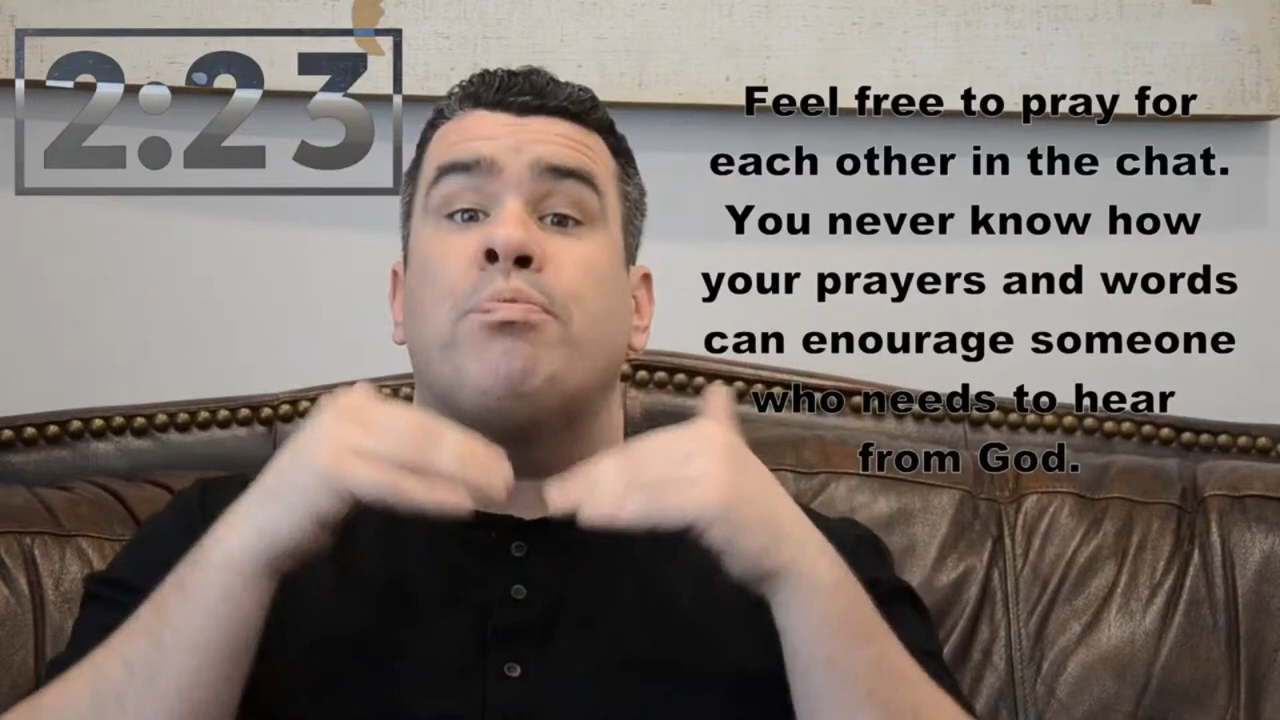 2:23
Feel free to pray for
each other in the chat.
You never know how
your prayers and words
can enourage someone
who needs to hear
from God.